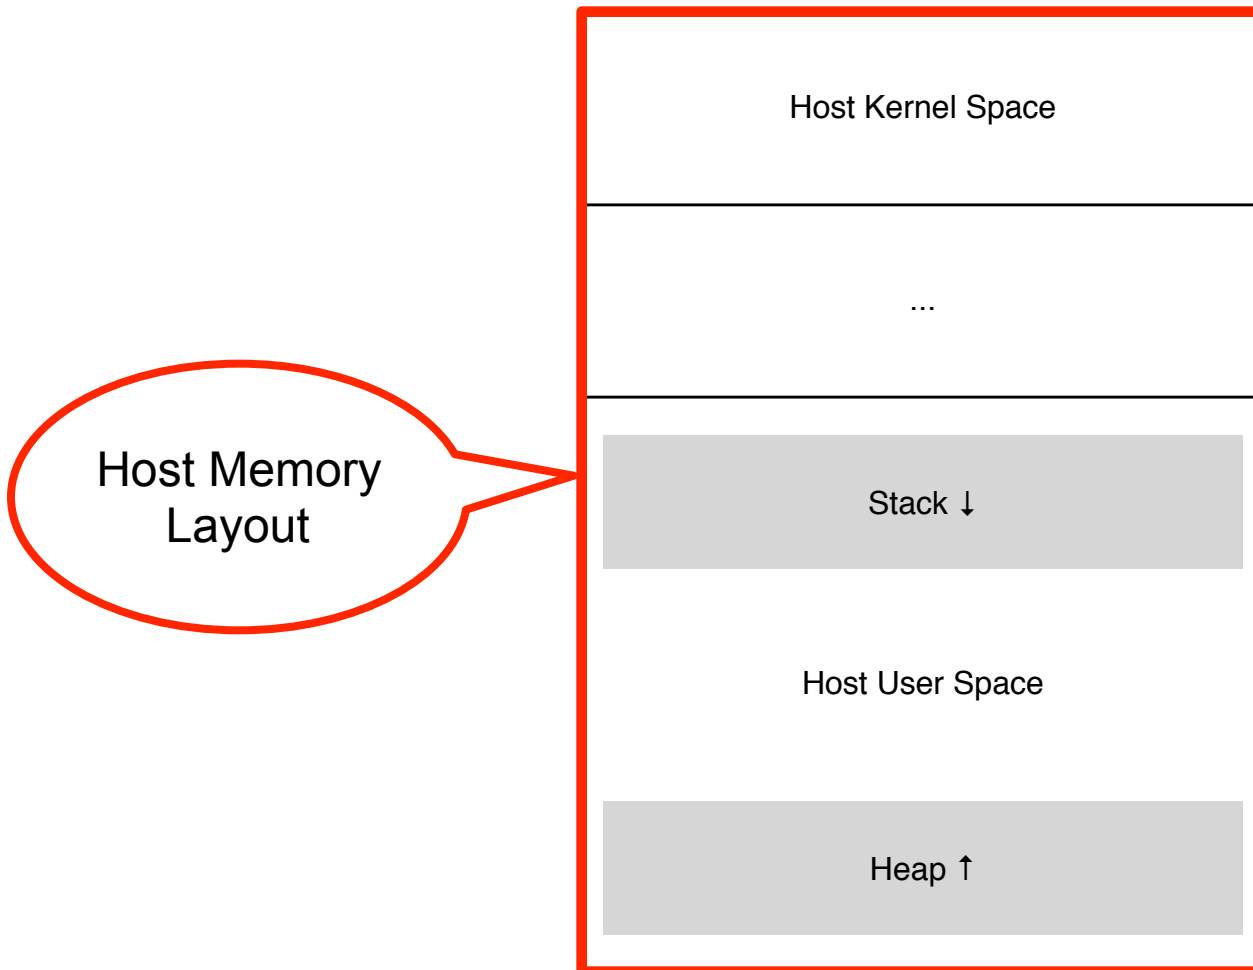 Host Kernel Space
...
Host Memory
Layout
Stack ↓
Host User Space
Heap ↑